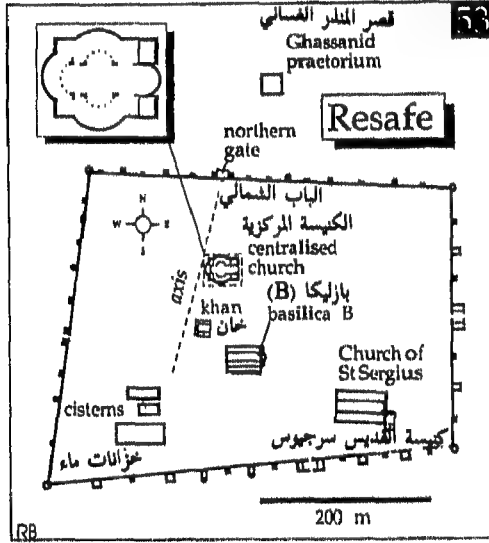 53
قصر المنذر الغساني
Ghassanid
praetorium
Resafe
northern
gate
الباب الشمالي
N
W
E
S
الكنيسة المركزية
centralised
church
axis
khan
خان
بازليكا (B)
basilica B
Church of
St Sergius
كنيسة القديس سرجيوس
cisterns
خزانات ماء
200 m
RB